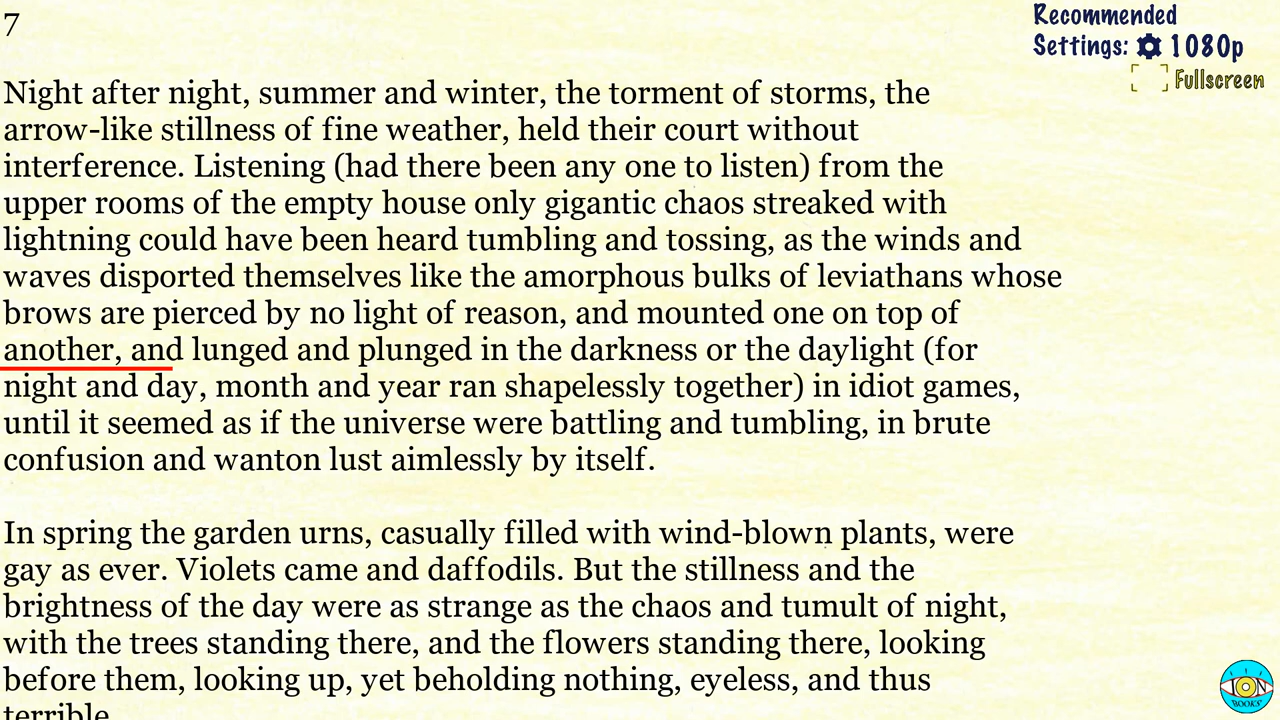 7
Recommended
Settings: 1080p
Fullscreen
Night after night, summer and winter, the torment of storms, the
arrow-like stillness of fine weather, held their court without
interference. Listening (had there been any one to listen) from the
upper rooms of the empty house only gigantic chaos streaked with
lightning could have been heard tumbling and tossing, as the winds and
waves disported themselves like the amorphous bulks of leviathans whose
brows are pierced by no light of reason, and mounted one on top of
another, and lunged and plunged in the darkness or the daylight (for
night and day, month and year ran shapelessly together) in idiot games,
until it seemed as if the universe were battling and tumbling, in brute
confusion and wanton lust aimlessly by itself.
In spring the garden urns, casually filled with wind-blown plants, were
gay as ever. Violets came and daffodils. But the stillness and the
brightness of the day were as strange as the chaos and tumult of night,
with the trees standing there, and the flowers standing there, looking
before them, looking up, yet beholding nothing, eyeless, and thus
terrible.
ION
BOOKS